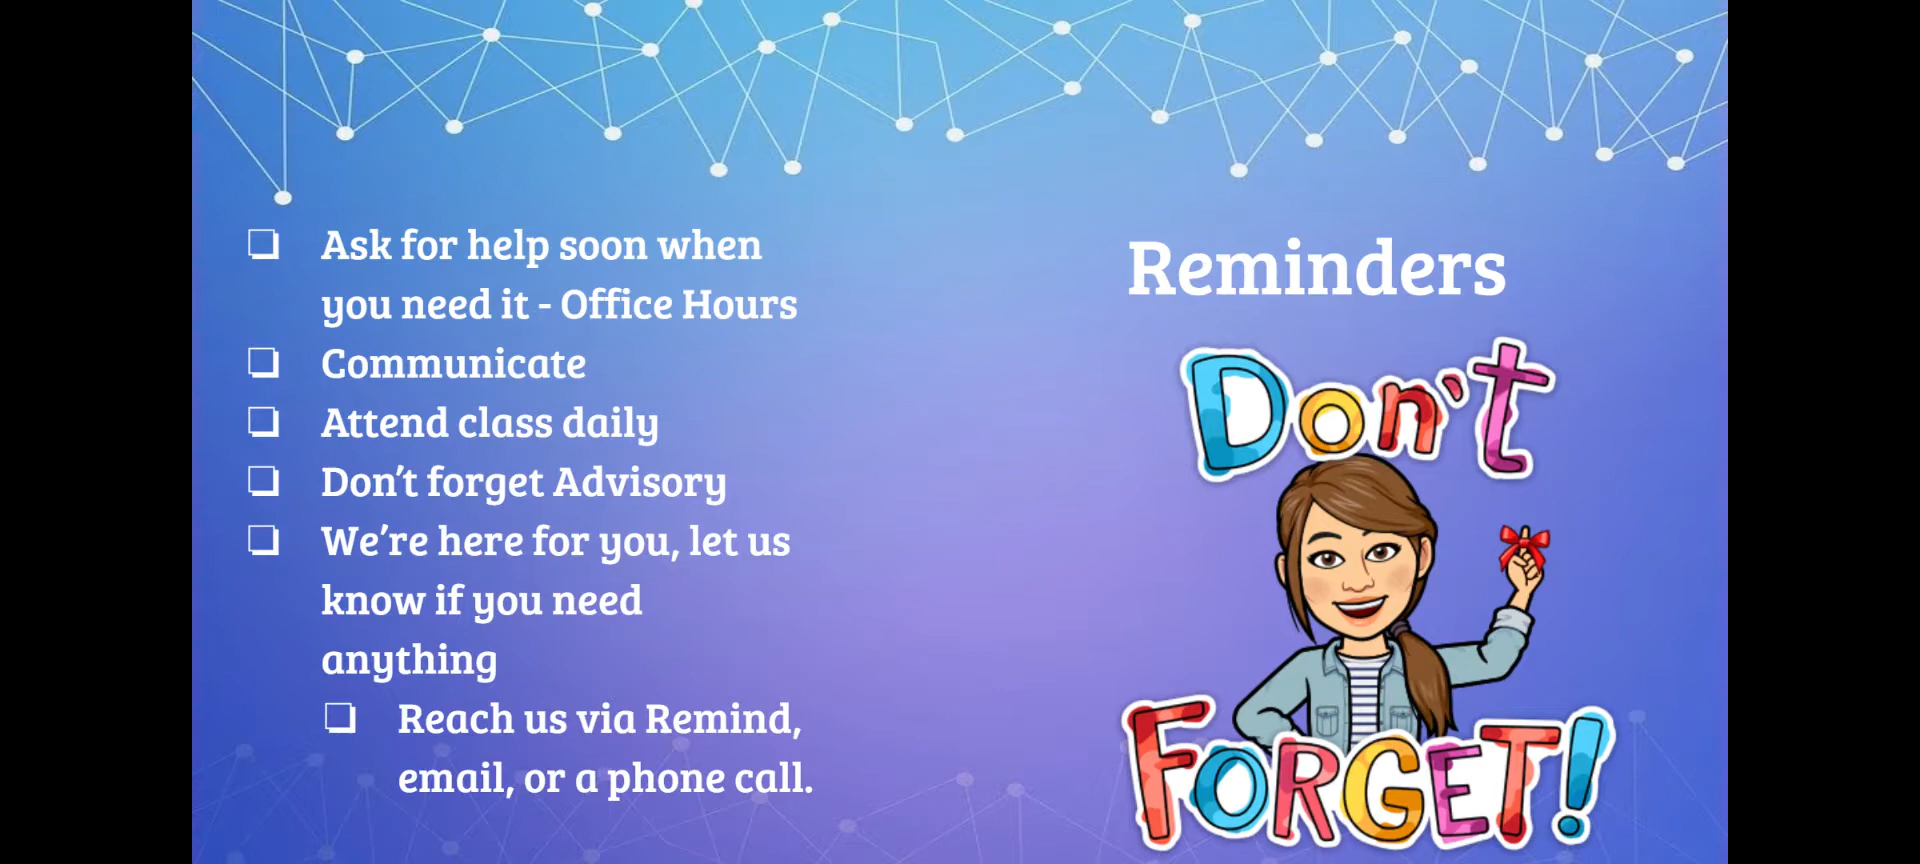 Ask for help soon when
you need it - Office Hours
Communicate
Attend class daily
Don't forget Advisory
We're here for you, let us
know if you need
anything
Reach us via Remind,
email, or a phone call.
Reminders
Don't
FORGET!